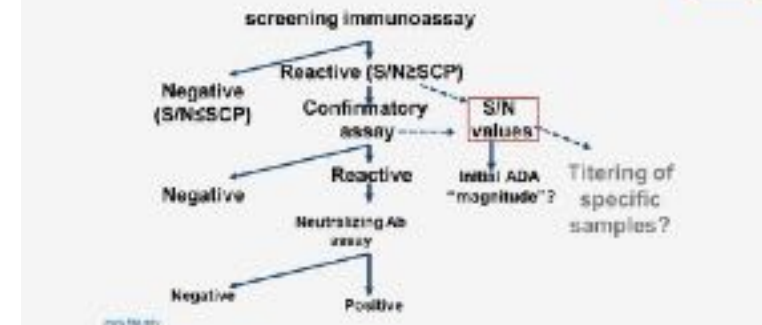 screening immunoassay
Reactive (S/N≥SCP)
Negative
(S/N≤SCP)
Confirmatory
assay
S/N
values
Reactive
Negative
Initial ADA
"magnitude"?
Titering of
specific
samples?
Neutralizing Ab
assay
Negative
Positive